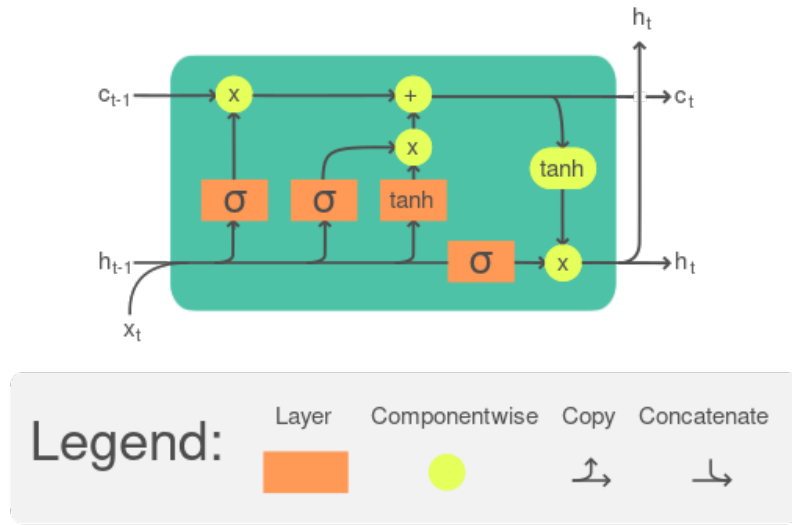 h_t
c_{t-1} x + c_t
x
tanh
σ σ tanh
h_{t-1} σ x h_t
x_t
Layer Componentwise Copy Concatenate
Legend: